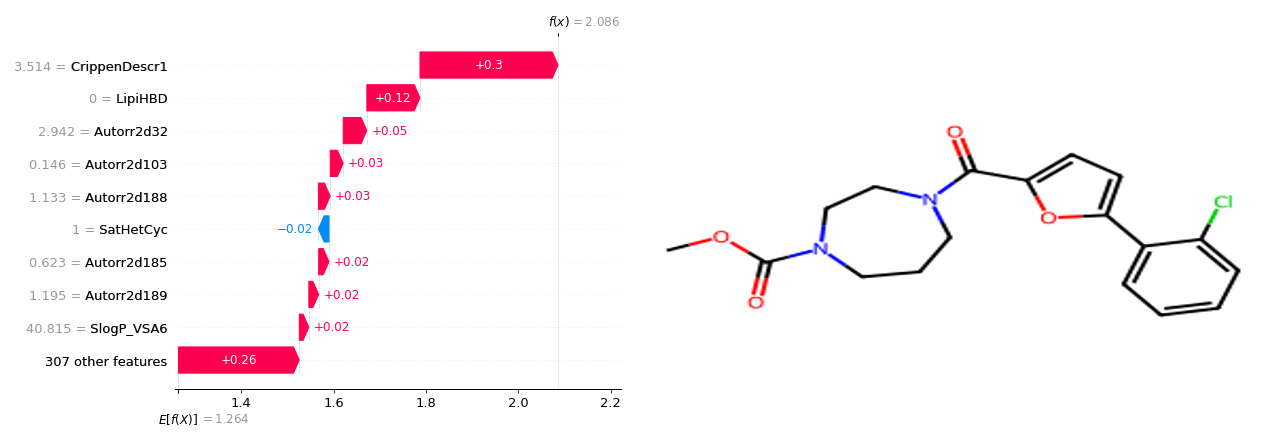 f(x) = 2.086
3.514 = CrippenDescr1
+0.3
0 = LipiHBD
+0.12
2.942 = Autorr2d32
+0.05
0.146 = Autorr2d103
+0.03
1.133 = Autorr2d188
+0.03
1 = SatHetCyc
−0.02
0.623 = Autorr2d185
+0.02
1.195 = Autorr2d189
+0.02
40.815 = SlogP_VSA6
+0.02
307 other features
+0.26
1.4 1.6 1.8 2.0 2.2
E[f(X)] = 1.264
O
N
Cl
O
O
N
O